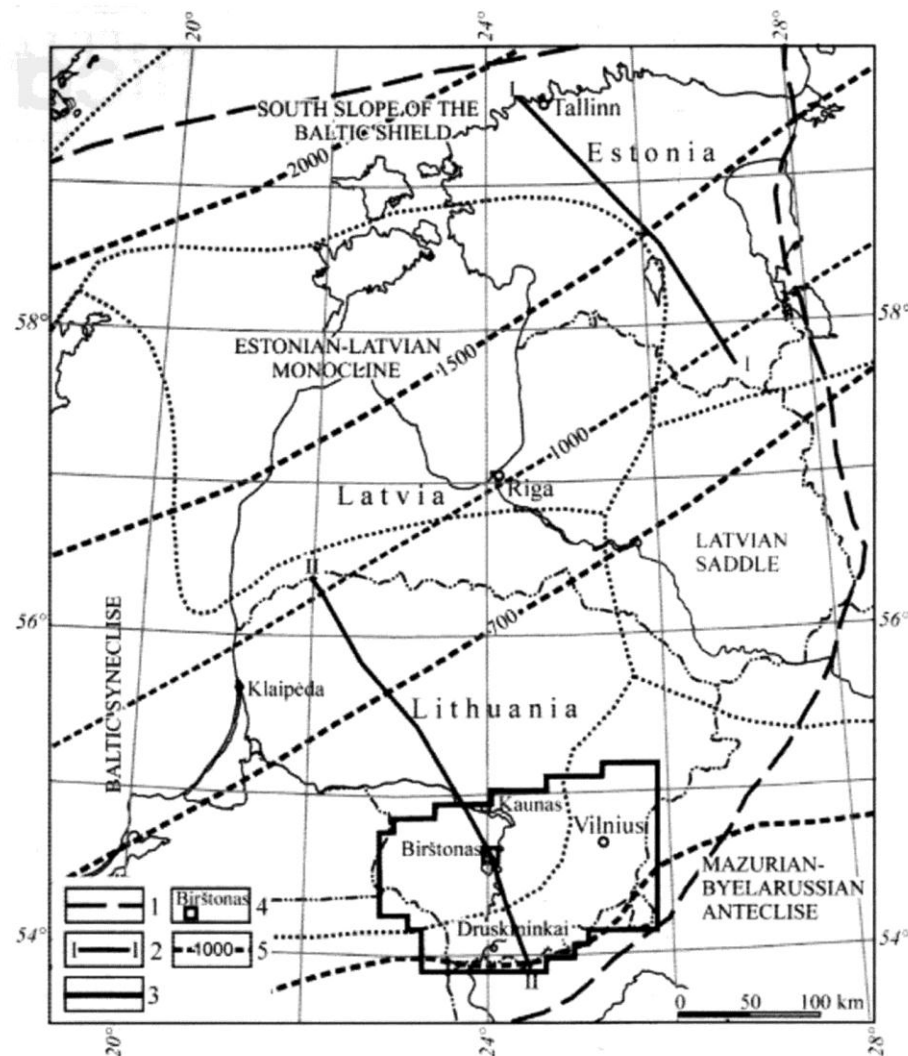 20°
24°
28°
SOUTH SLOPE OF THE
BALTIC SHIELD
I
Tallinn
Estonia
2000
58°
58°
ESTONIAN-LATVIAN
MONOCLINE
1500
I
1000
Riga
Latvia
LATVIAN
SADDLE
II
700
56°
56°
Klaipėda
Lithuania
BALTIC SYNECLISE
Kaunas
Vilnius
Birštonas
MAZURIAN-
BYELARUSSIAN
ANTECLISE
Druskininkai
II
54°
54°
1
Birštonas
4
I I
2
1000
5
3
0 50 100 km
20°
24°
28°